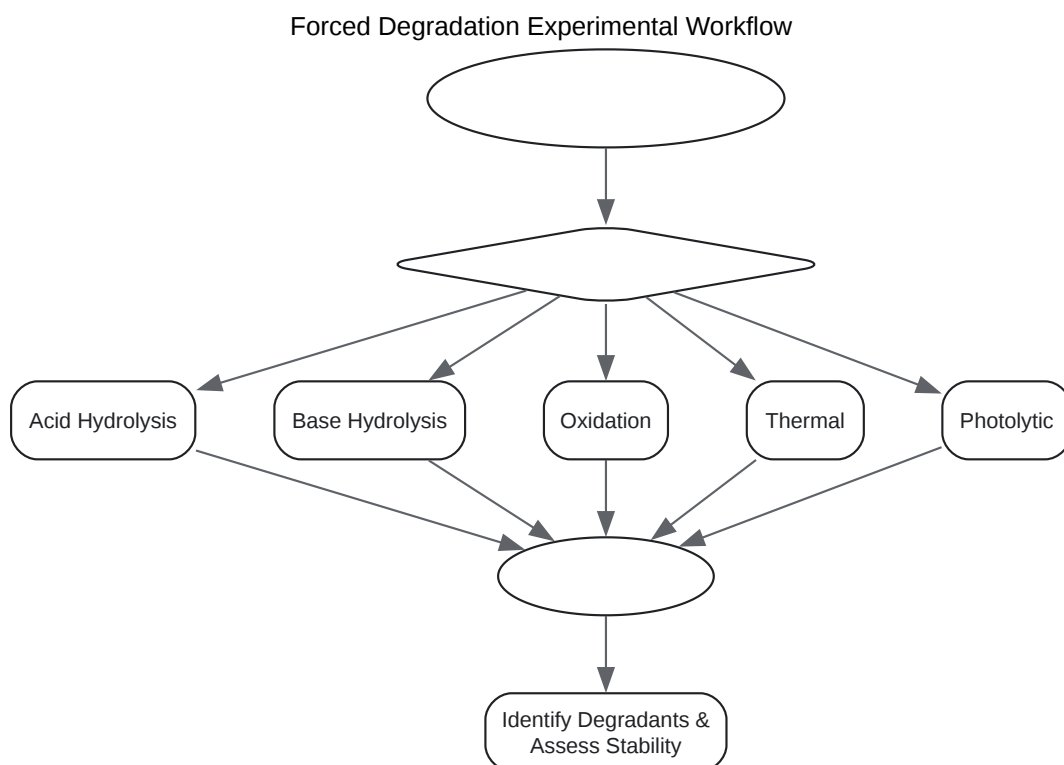 Forced Degradation Experimental Workflow
Acid Hydrolysis
Base Hydrolysis
Oxidation
Thermal
Photolytic
Identify Degradants &
Assess Stability